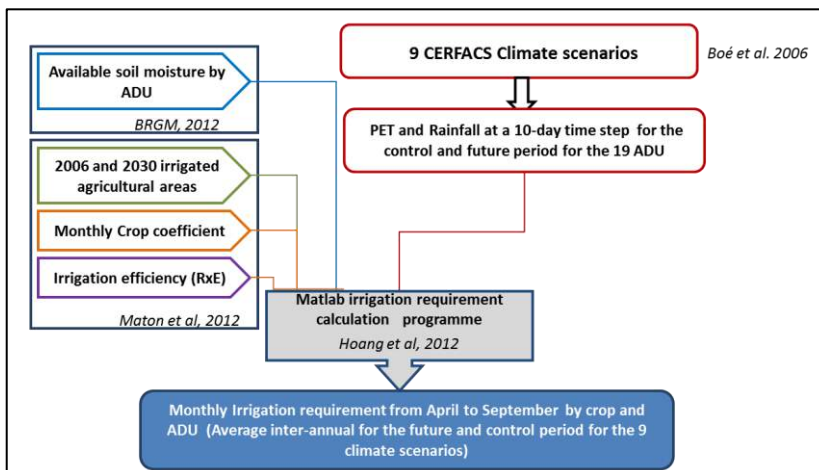 Available soil moisture by
ADU
BRGM, 2012
2006 and 2030 irrigated
agricultural areas
Monthly Crop coefficient
Irrigation efficiency (RxE)
Maton et al, 2012
9 CERFACS Climate scenarios
Boé et al. 2006
PET and Rainfall at a 10-day time step for the
control and future period for the 19 ADU
Matlab irrigation requirement
calculation programme
Hoang et al, 2012
Monthly Irrigation requirement from April to September by crop and
ADU (Average inter-annual for the future and control period for the 9
climate scenarios)